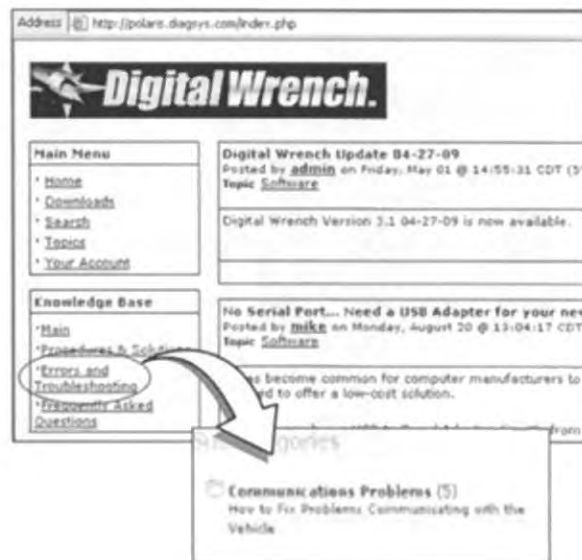 Address http://polaris.diagsys.com/index.php
Digital Wrench.
Main Menu
· Home
· Downloads
· Search
· Topics
· Your Account
Knowledge Base
·Main
·Procedures & Solutions
·Errors and
Troubleshooting
·Frequently Asked
Questions
Digital Wrench Update 04-27-09
Posted by admin on Friday, May 01 @ 14:55:31 CDT
Topic Software
Digital Wrench Version 3.1 04-27-09 is now available.
No Serial Port... Need a USB Adapter for your
Posted by mike on Monday, August 20 @ 13:04:17 CDT
Topic Software
become common for computer manufacturers to
to offer a low-cost solution.
Communications Problems (5)
How to Fix Problems Communicating with the
Vehicle